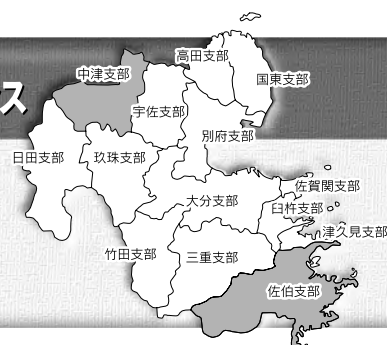 ス
高田支部
中津支部
国東支部
宇佐支部
別府支部
日田支部
玖珠支部
佐賀関支部
大分支部
臼杵支部
津久見支部
竹田支部
三重支部
佐伯支部